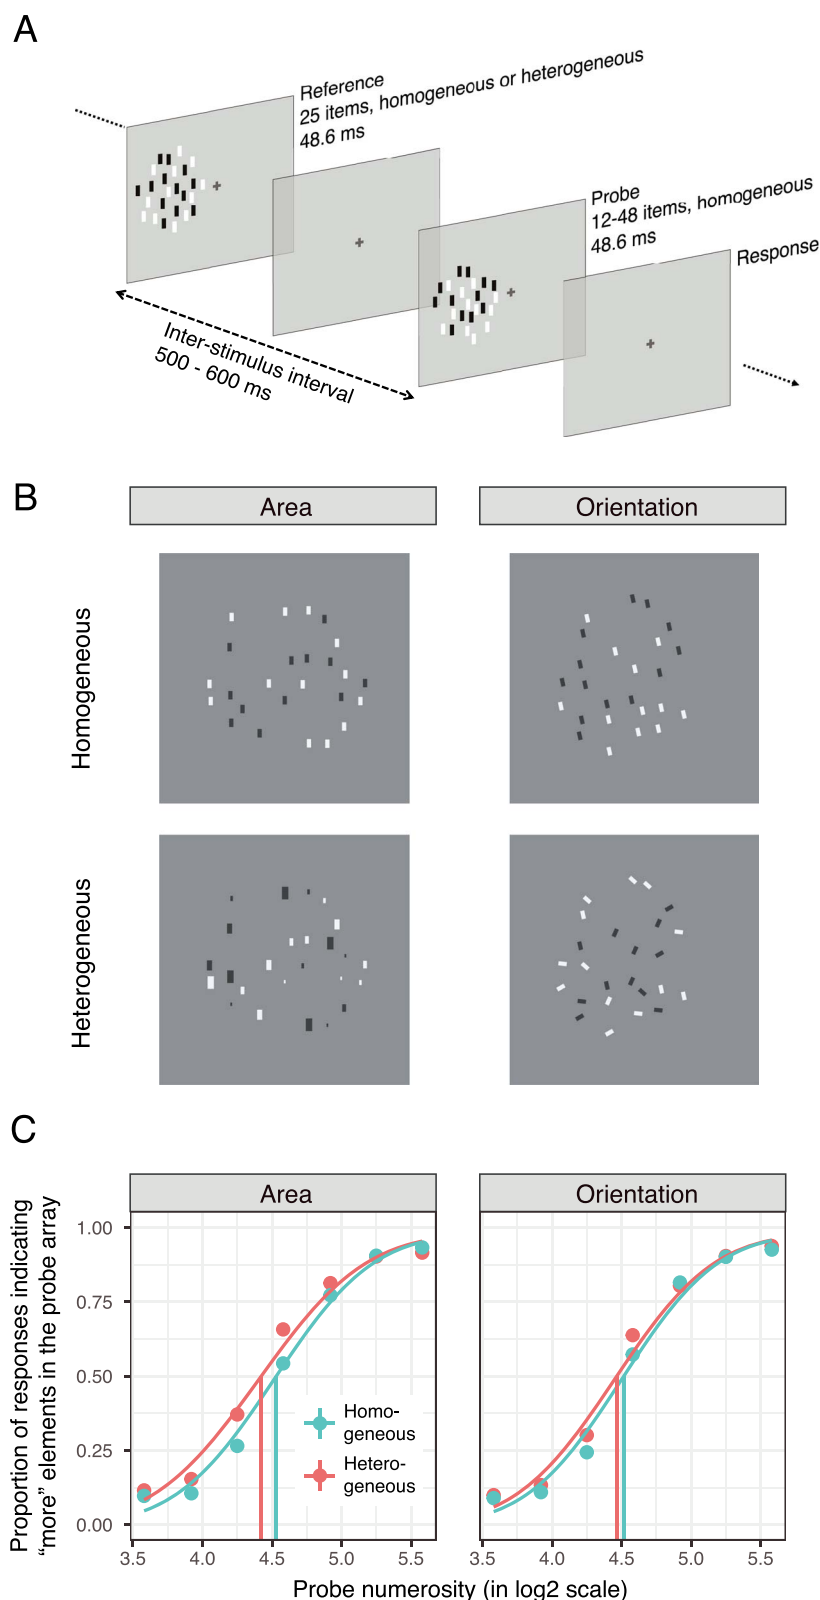 A
Reference
25 items, homogeneous or heterogeneous
48.6 ms
Probe
12-48 items, homogeneous
48.6 ms
Response
Inter-stimulus interval
500 - 600 ms
B
Area
Orientation
Homogeneous
Heterogeneous
C
Area
Orientation
Proportion of responses indicating
“more” elements in the probe array
1.00
0.75
0.50
0.25
0.00
Homo-
geneous
Hetero-
geneous
3.5 4.0 4.5 5.0 5.5
3.5 4.0 4.5 5.0 5.5
Probe numerosity (in log2 scale)